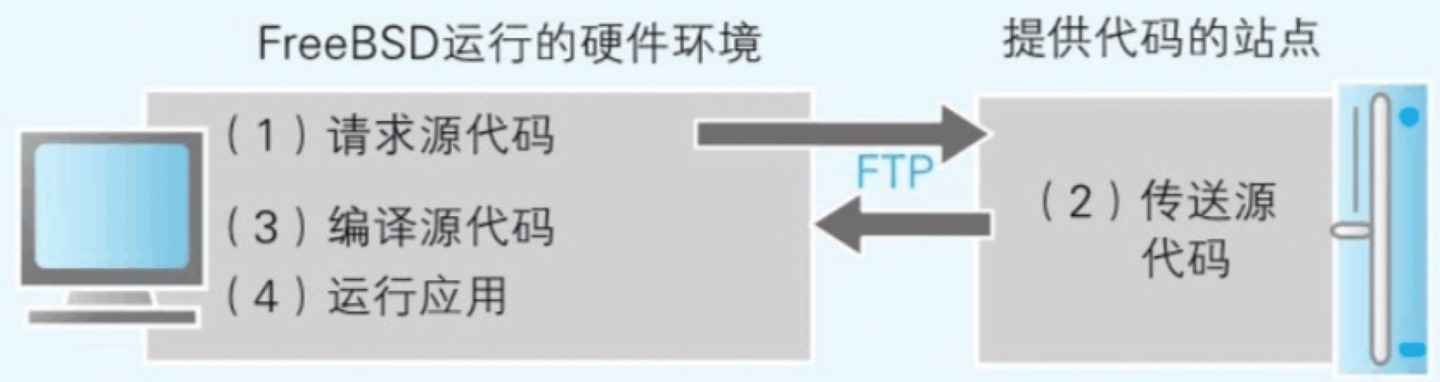 FreeBSD运行的硬件环境
提供代码的站点
（1）请求源代码
FTP
（2）传送源
代码
（3）编译源代码
（4）运行应用